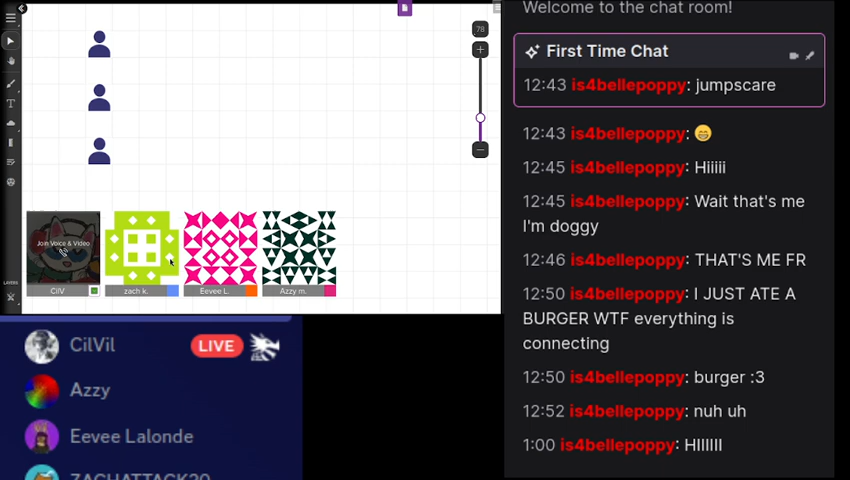 78
LAYERS
Join Voice & Video
CilV
zach k.
Eevee L.
Azzy m.
CilVil
LIVE
Azzy
Eevee Lalonde
ZACHATTACK20
Welcome to the chat room!
First Time Chat
12:43 is4bellepoppy: jumpscare
12:43 is4bellepoppy: 😁
12:45 is4bellepoppy: Hiiiii
12:45 is4bellepoppy: Wait that's me
I'm doggy
12:46 is4bellepoppy: THAT'S ME FR
12:50 is4bellepoppy: I JUST ATE A
BURGER WTF everything is
connecting
12:50 is4bellepoppy: burger :3
12:52 is4bellepoppy: nuh uh
1:00 is4bellepoppy: HIIIIII